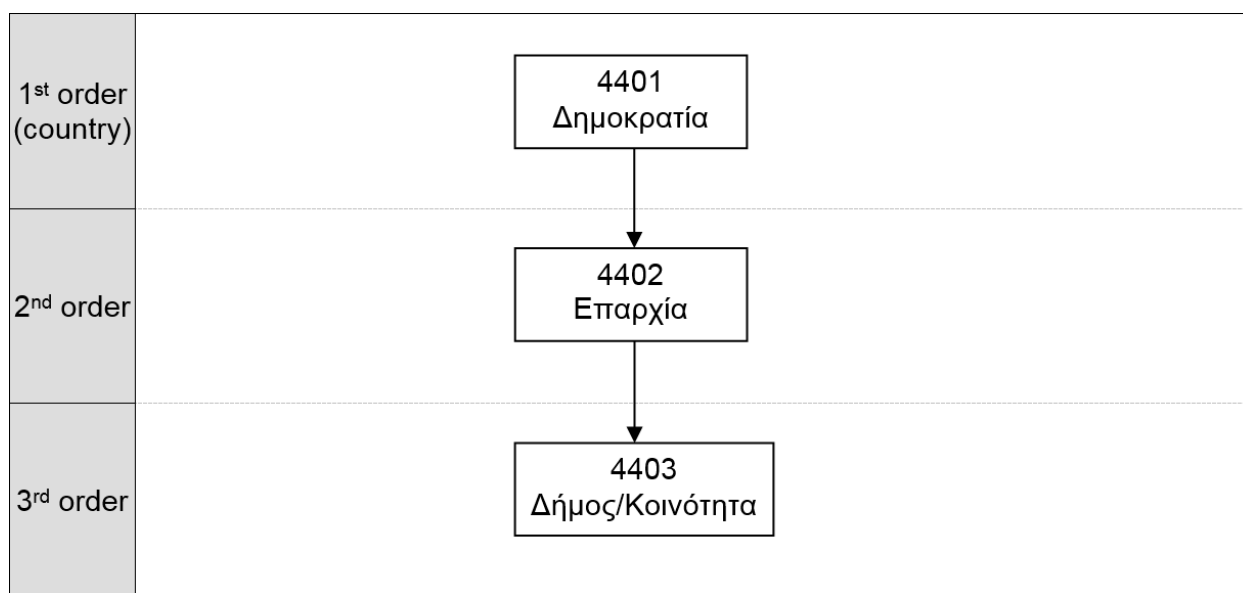 1st order
(country)
4401
Δημοκρατία
2nd order
4402
Επαρχία
3rd order
4403
Δήμος/Κοινότητα